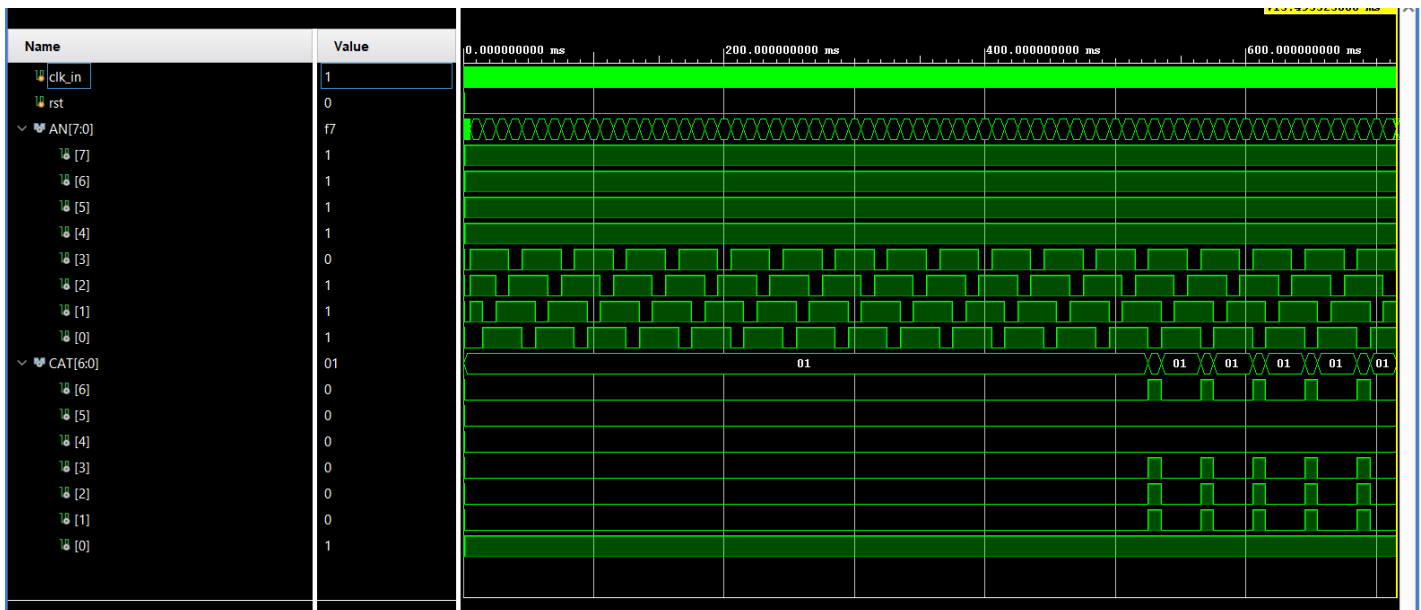 Name Value
0.000000000 ms 200.000000000 ms 400.000000000 ms 600.000000000 ms
clk_in 1
rst 0
AN[7:0] f7
[7] 1
[6] 1
[5] 1
[4] 1
[3] 0
[2] 1
[1] 1
[0] 1
CAT[6:0] 01 01 01 01 01 01 01
[6] 0
[5] 0
[4] 0
[3] 0
[2] 0
[1] 0
[0] 1